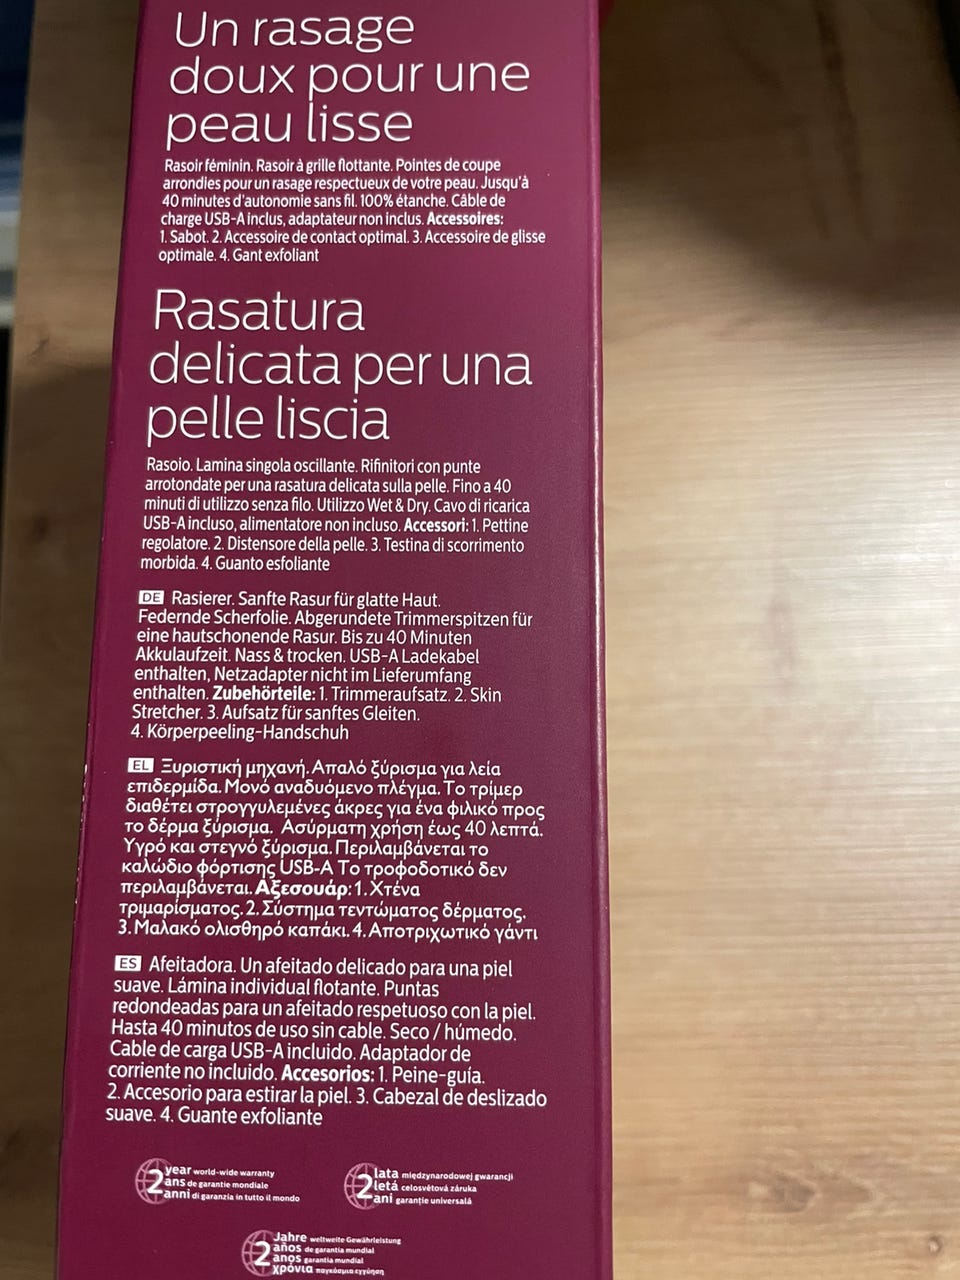 Un rasage
doux pour une
peau lisse
Rasoir féminin. Rasoir à grille flottante. Pointes de coupe
arrondies pour un rasage respectueux de votre peau. Jusqu'à
40 minutes d'autonomie sans fil. 100% étanche. Câble de
charge USB-A inclus, adaptateur non inclus. Accessoires:
1. Sabot. 2. Accessoire de contact optimal. 3. Accessoire de glisse
optimale. 4. Gant exfoliant
Rasatura
delicata per una
pelle liscia
Rasoio. Lamina singola oscillante. Rifinitori con punte
arrotondate per una rasatura delicata sulla pelle. Fino a 40
minuti di utilizzo senza filo. Utilizzo Wet & Dry. Cavo di ricarica
USB-A incluso, alimentatore non incluso. Accessori: 1. Pettine
regolatore. 2. Distensore della pelle. 3. Testina di scorrimento
morbida. 4. Guanto esfoliante
DE Rasierer. Sanfte Rasur für glatte Haut.
Federnde Scherfolie. Abgerundete Trimmerspitzen für
eine hautschonende Rasur. Bis zu 40 Minuten
Akkulaufzeit. Nass & trocken. USB-A Ladekabel
enthalten, Netzadapter nicht im Lieferumfang
enthalten. Zubehörteile: 1. Trimmeraufsatz. 2. Skin
Stretcher. 3. Aufsatz für sanftes Gleiten.
4. Körperpeeling-Handschuh
EL Ξυριστική μηχανή. Απαλό ξύρισμα για λεία
επιδερμίδα. Μονό αναδυόμενο πλέγμα. Το τρίμερ
διαθέτει στρογγυλεμένες άκρες για ένα φιλικό προς
το δέρμα ξύρισμα. Ασύρματη χρήση έως 40 λεπτά.
Υγρό και στεγνό ξύρισμα. Περιλαμβάνεται το
καλώδιο φόρτισης USB-A Το τροφοδοτικό δεν
περιλαμβάνεται. Αξεσουάρ: 1. Χτένα
τριμαρίσματος. 2. Σύστημα τεντώματος δέρματος.
3. Μαλακό ολισθηρό καπάκι. 4. Αποτριχωτικό γάντι
ES Afeitadora. Un afeitado delicado para una piel
suave. Lámina individual flotante. Puntas
redondeadas para un afeitado respetuoso con la piel.
Hasta 40 minutos de uso sin cable. Seco / húmedo.
Cable de carga USB-A incluido. Adaptador de
corriente no incluido. Accesorios: 1. Peine-guía.
2. Accesorio para estirar la piel. 3. Cabezal de deslizado
suave. 4. Guante exfoliante
2 year world-wide warranty
ans de garantie mondiale
anni di garanzia in tutto il mondo
2 lata międzynarodowej gwarancji
letá celosvětová záruka
ani garanție universală
2 Jahre weltweite Gewährleistung
años de garantía mundial
anos garantia mundial
χρόνια παγκόσμια εγγύηση